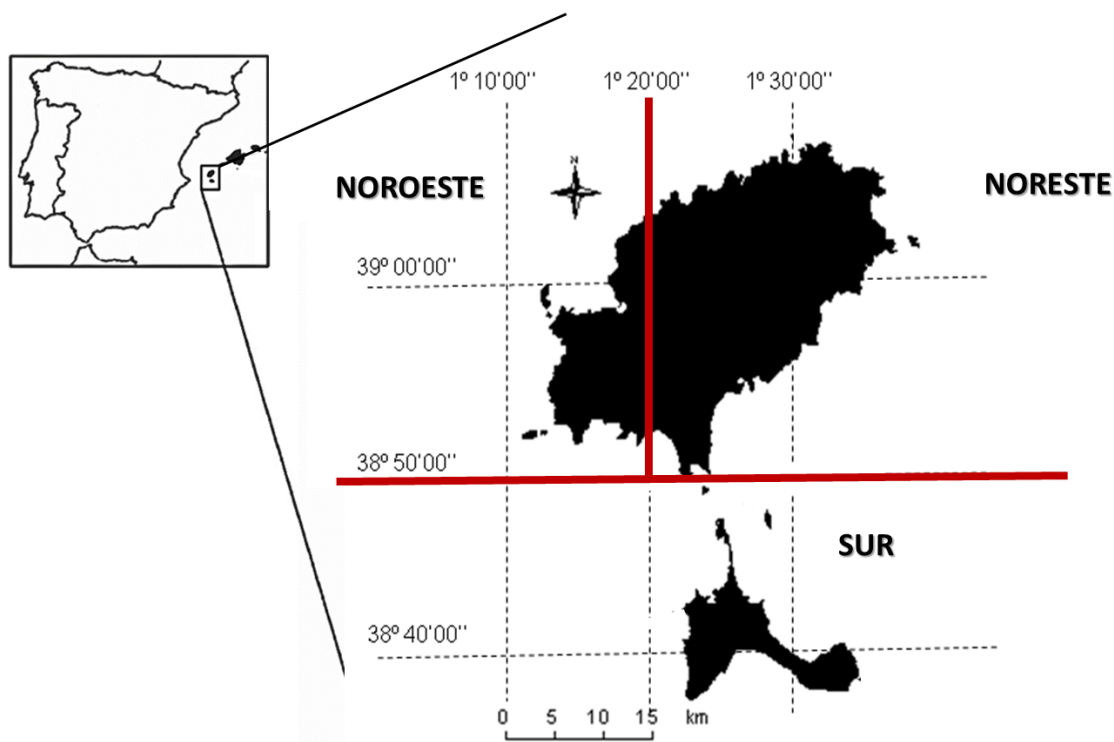 1º 10'00" 1º 20'00" 1º 30'00"
N
NOROESTE
NORESTE
39º 00'00"
38º 50'00"
SUR
38º 40'00"
0 5 10 15 km